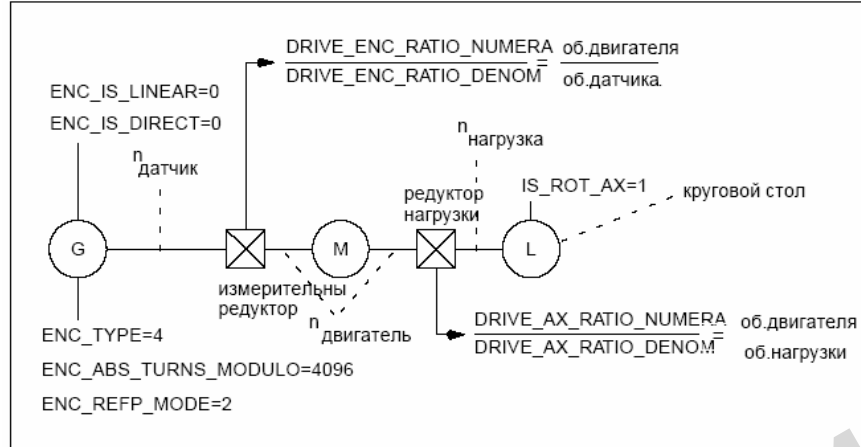 DRIVE_ENC_RATIO_NUMERA = об.двигателя
DRIVE_ENC_RATIO_DENOM об.датчика.
ENC_IS_LINEAR=0
ENC_IS_DIRECT=0
n датчик
n нагрузка
редуктор
нагрузки
IS_ROT_AX=1
круговой стол
G
M
L
измерительны
редуктор
n двигатель
DRIVE_AX_RATIO_NUMERA = об.двигателя
DRIVE_AX_RATIO_DENOM об.нагрузки
ENC_TYPE=4
ENC_ABS_TURNS_MODULO=4096
ENC_REFP_MODE=2